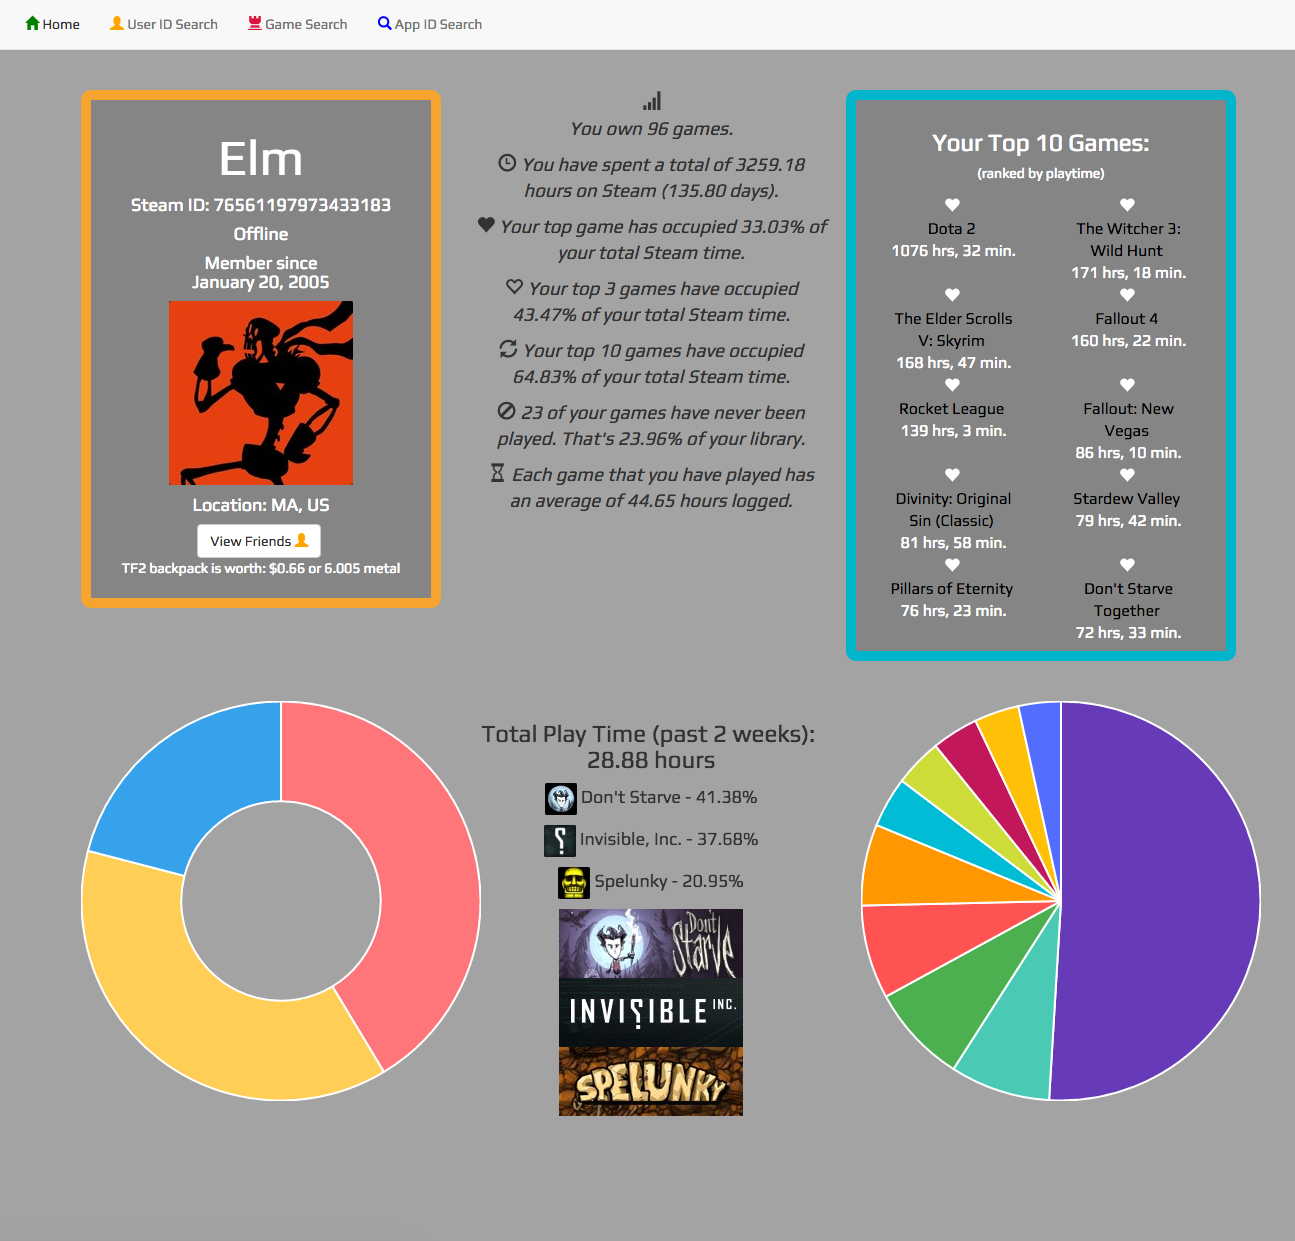 Home
User ID Search
Game Search
App ID Search
Elm
Steam ID: 76561197973433183
Offline
Member since
January 20, 2005
Location: MA, US
View Friends
TF2 backpack is worth: $0.66 or 6.005 metal
You own 96 games.
You have spent a total of 3259.18
hours on Steam (135.80 days).
Your top game has occupied 33.03% of
your total Steam time.
Your top 3 games have occupied
43.47% of your total Steam time.
Your top 10 games have occupied
64.83% of your total Steam time.
23 of your games have never been
played. That's 23.96% of your library.
Each game that you have played has
an average of 44.65 hours logged.
Your Top 10 Games:
(ranked by playtime)
Dota 2
1076 hrs, 32 min.
The Witcher 3:
Wild Hunt
171 hrs, 18 min.
The Elder Scrolls
V: Skyrim
168 hrs, 47 min.
Fallout 4
160 hrs, 22 min.
Rocket League
139 hrs, 3 min.
Fallout: New
Vegas
86 hrs, 10 min.
Divinity: Original
Sin (Classic)
81 hrs, 58 min.
Stardew Valley
79 hrs, 42 min.
Pillars of Eternity
76 hrs, 23 min.
Don't Starve
Together
72 hrs, 33 min.
Total Play Time (past 2 weeks):
28.88 hours
Don't Starve - 41.38%
Invisible, Inc. - 37.68%
Spelunky - 20.95%
Don't
Starve
INVISIBLE INC.
SPELUNKY